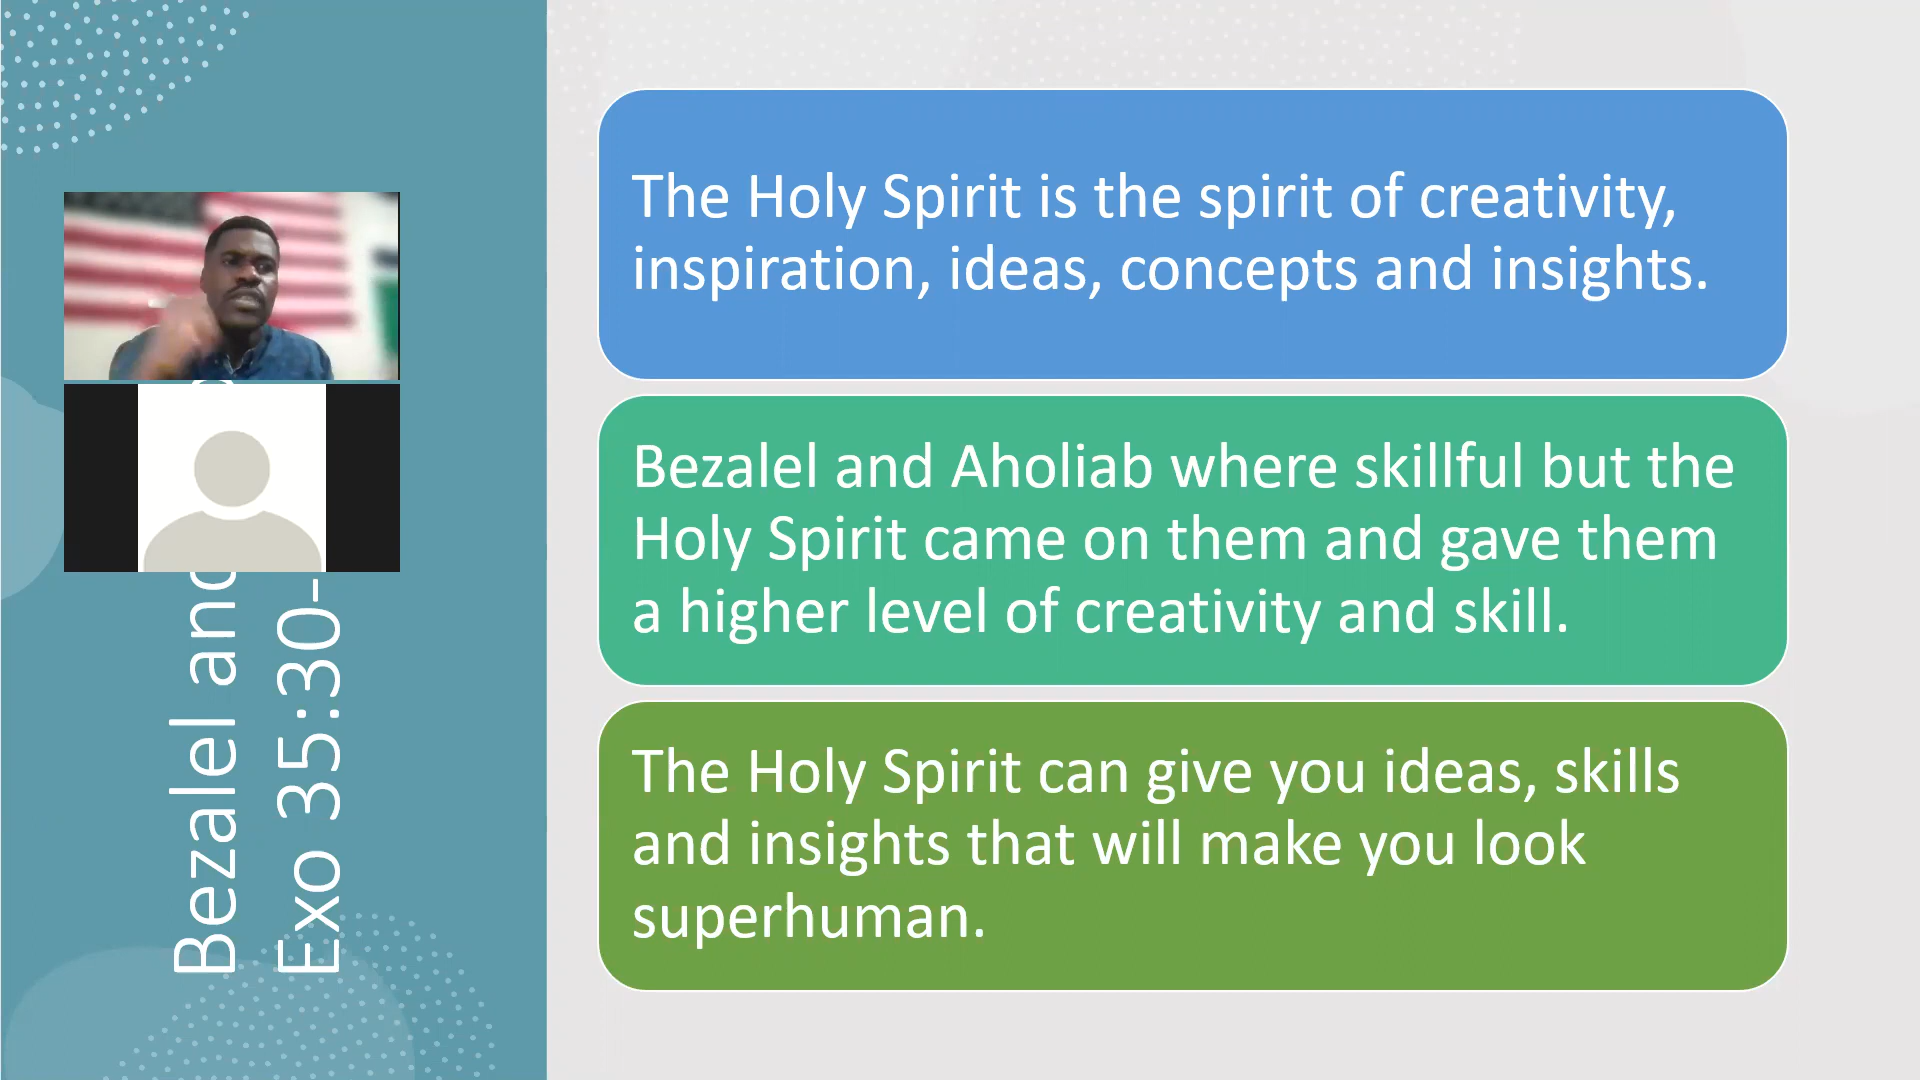 Bezalel and
Exo 35:30-
The Holy Spirit is the spirit of creativity,
inspiration, ideas, concepts and insights.
Bezalel and Aholiab where skillful but the
Holy Spirit came on them and gave them
a higher level of creativity and skill.
The Holy Spirit can give you ideas, skills
and insights that will make you look
superhuman.